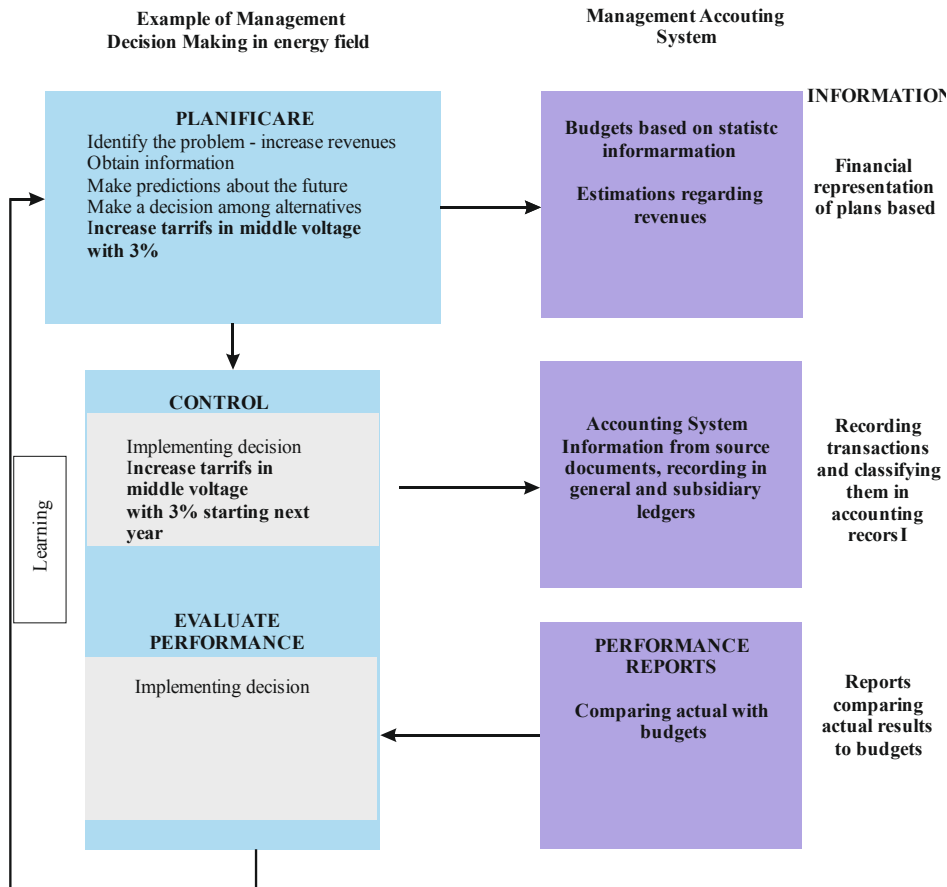 Example of Management
Decision Making in energy field
Management Accouting
System
PLANIFICARE
Identify the problem - increase revenues
Obtain information
Make predictions about the future
Make a decision among alternatives
Increase tarrifs in middle voltage
with 3%
Budgets based on statistc
informarmation
Estimations regarding
revenues
INFORMATION
Financial
representation
of plans based
CONTROL
Implementing decision
Increase tarrifs in
middle voltage
with 3% starting next
year
Accounting System
Information from source
documents, recording in
general and subsidiary
ledgers
Recording
transactions
and classifying
them in
accounting
recorsI
Learning
EVALUATE
PERFORMANCE
Implementing decision
PERFORMANCE
REPORTS
Comparing actual with
budgets
Reports
comparing
actual results
to budgets